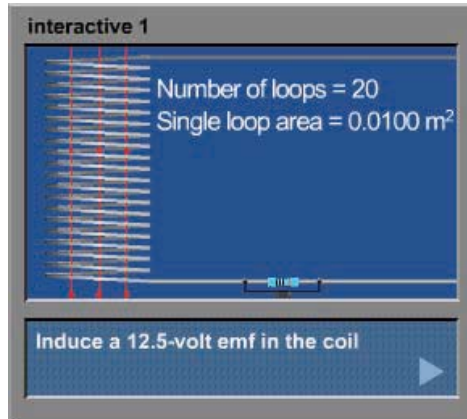 interactive 1
Number of loops = 20
Single loop area = 0.0100 m²
Induce a 12.5-volt emf in the coil